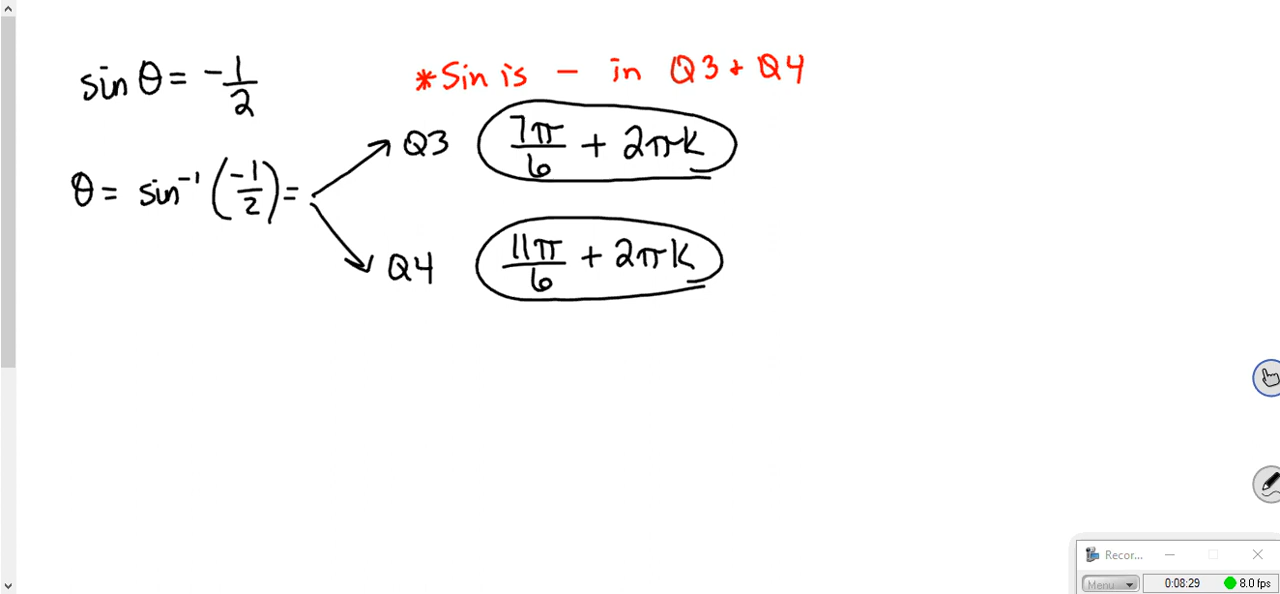 sin θ = -1/2
*Sin is - in Q3 + Q4
Q3 7π/6 + 2πk
θ = sin⁻¹(-1/2) =
Q4 11π/6 + 2πk
Recor...
Menu 0:08:29 8.0 fps